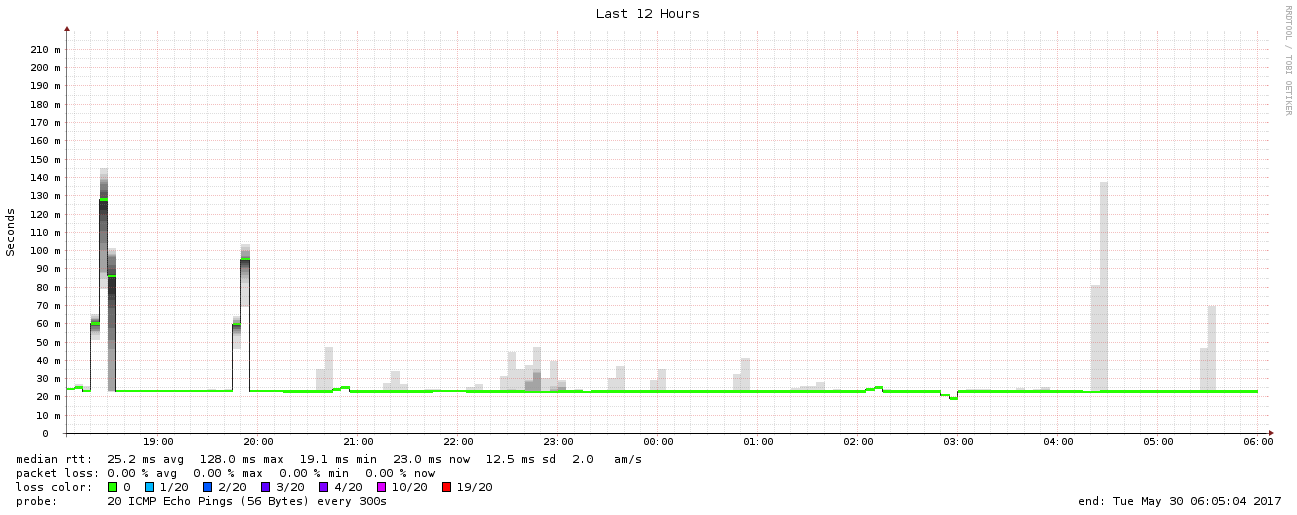 Last 12 Hours
RRDTOOL / TOBI OETIKER
Seconds
210 m
200 m
190 m
180 m
170 m
160 m
150 m
140 m
130 m
120 m
110 m
100 m
90 m
80 m
70 m
60 m
50 m
40 m
30 m
20 m
10 m
0
19:00 20:00 21:00 22:00 23:00 00:00 01:00 02:00 03:00 04:00 05:00 06:00
median rtt: 25.2 ms avg 128.0 ms max 19.1 ms min 23.0 ms now 12.5 ms sd 2.0 am/s
packet loss: 0.00 % avg 0.00 % max 0.00 % min 0.00 % now
loss color: 0 1/20 2/20 3/20 4/20 10/20 19/20
probe: 20 ICMP Echo Pings (56 Bytes) every 300s end: Tue May 30 06:05:04 2017